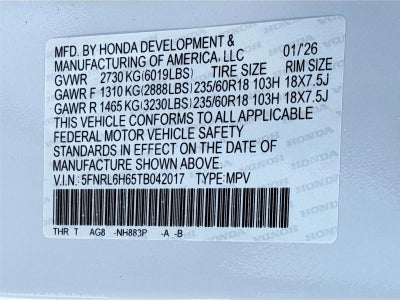 MFD. BY HONDA DEVELOPMENT &
MANUFACTURING OF AMERICA, LLC 01/26
GVWR 2730 KG (6019LBS) TIRE SIZE RIM SIZE
GAWR F 1310 KG (2888LBS) 235/60R18 103H 18X7.5J
GAWR R 1465 KG (3230LBS) 235/60R18 103H 18X7.5J
THIS VEHICLE CONFORMS TO ALL APPLICABLE
FEDERAL MOTOR VEHICLE SAFETY
STANDARDS IN EFFECT ON THE DATE OF
MANUFACTURE SHOWN ABOVE.
V.I.N: 5FNRL6H65TB042017 TYPE: MPV
THR T AG8 -NH883P -A -B
HONDA HONDA HONDA